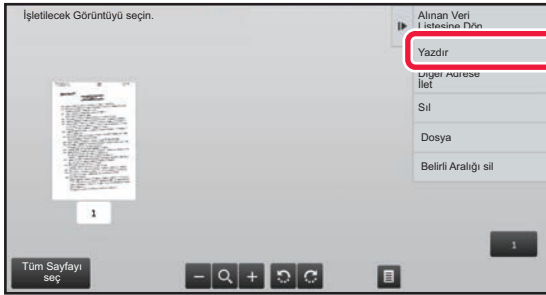 İşletilecek Görüntüyü seçin.
Alınan Veri
Listesine Dön
Yazdır
Diğer Adrese
İlet
Sıl
Dosya
Belirli Aralığı sil
1
1
Tüm Sayfayı
seç